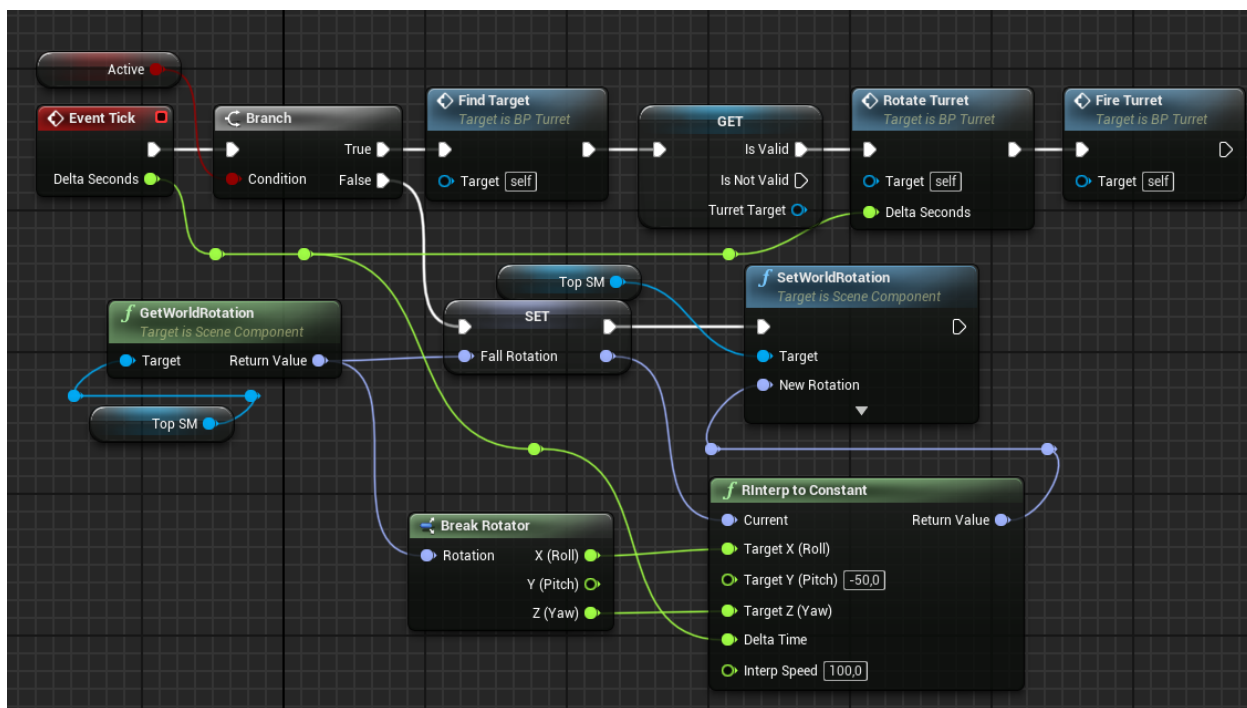 Active
Event Tick
Delta Seconds
Branch
True
Condition
False
Find Target
Target is BP Turret
Target self
GET
Is Valid
Is Not Valid
Turret Target
Rotate Turret
Target is BP Turret
Target self
Delta Seconds
Fire Turret
Target is BP Turret
Target self
f GetWorldRotation
Target is Scene Component
Target Return Value
Top SM
Top SM
SET
Fall Rotation
f SetWorldRotation
Target is Scene Component
Target
New Rotation
Break Rotator
Rotation X (Roll)
Y (Pitch)
Z (Yaw)
f RInterp to Constant
Current Return Value
Target X (Roll)
Target Y (Pitch) -50,0
Target Z (Yaw)
Delta Time
Interp Speed 100,0